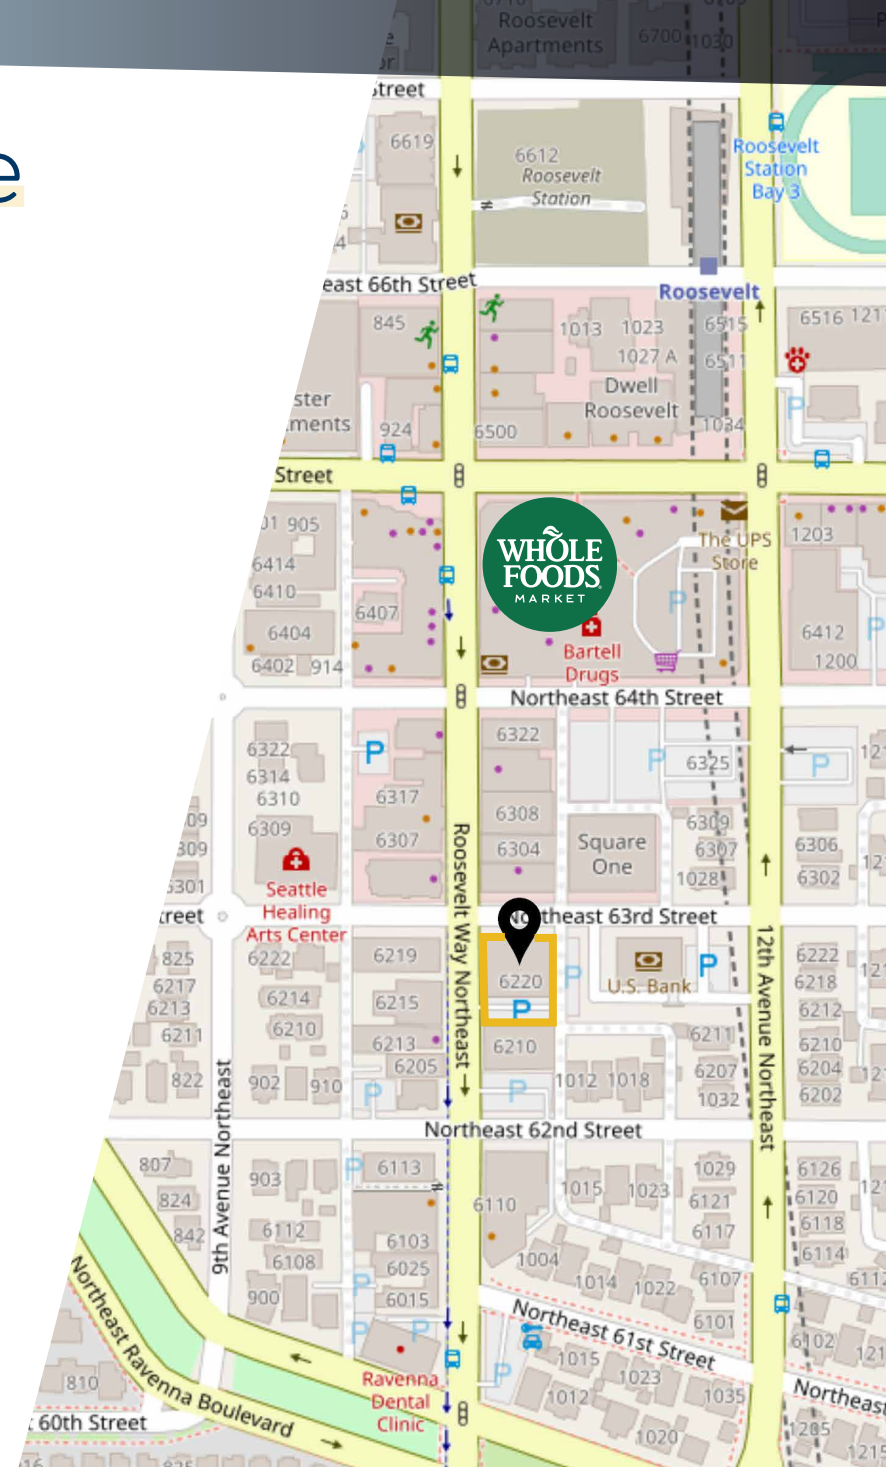 Roosevelt
Apartments
6700
1030
Street
6619
6612
Roosevelt
Station
Roosevelt
Station
Bay 3
east 66th Street
Roosevelt
845
1013
1023
6515
6516
1027 A
6511
Dwell
Roosevelt
ster
ments
924
6500
1034
Street
WHOLE
FOODS
MARKET
The UPS
Store
905
1203
6414
6410
6407
6404
6412
6402
914
Bartell
Drugs
1200
P
P
Northeast 64th Street
6322
6322
P
P
6325
P
6314
6310
6317
6308
6309
6307
6304
Square
One
6309
6307
6306
1028
6302
6301
Seattle
Healing
Arts Center
Roosevelt Way Northeast
treet
Northeast 63rd Street
12th Avenue Northeast
825
6222
6219
6220
P
P
U.S. Bank
P
6222
6217
6213
6214
6215
6218
6212
6211
6210
6213
6210
6211
6210
6205
822
902
910
P
P
1012
1018
6207
1032
6204
6202
9th Avenue Northeast
Northeast 62nd Street
807
903
P
6113
1029
6126
824
6110
1015
1023
6121
6120
842
6112
6103
6117
6118
6108
6025
1004
6114
900
P
6015
1014
1022
6107
6112
P
P
Northeast 61st Street
6101
6102
Northeast Ravenna Boulevard
Ravenna
Dental
Clinic
P
1015
1023
1012
1035
Northeast
810
60th Street
1020
1205
1215